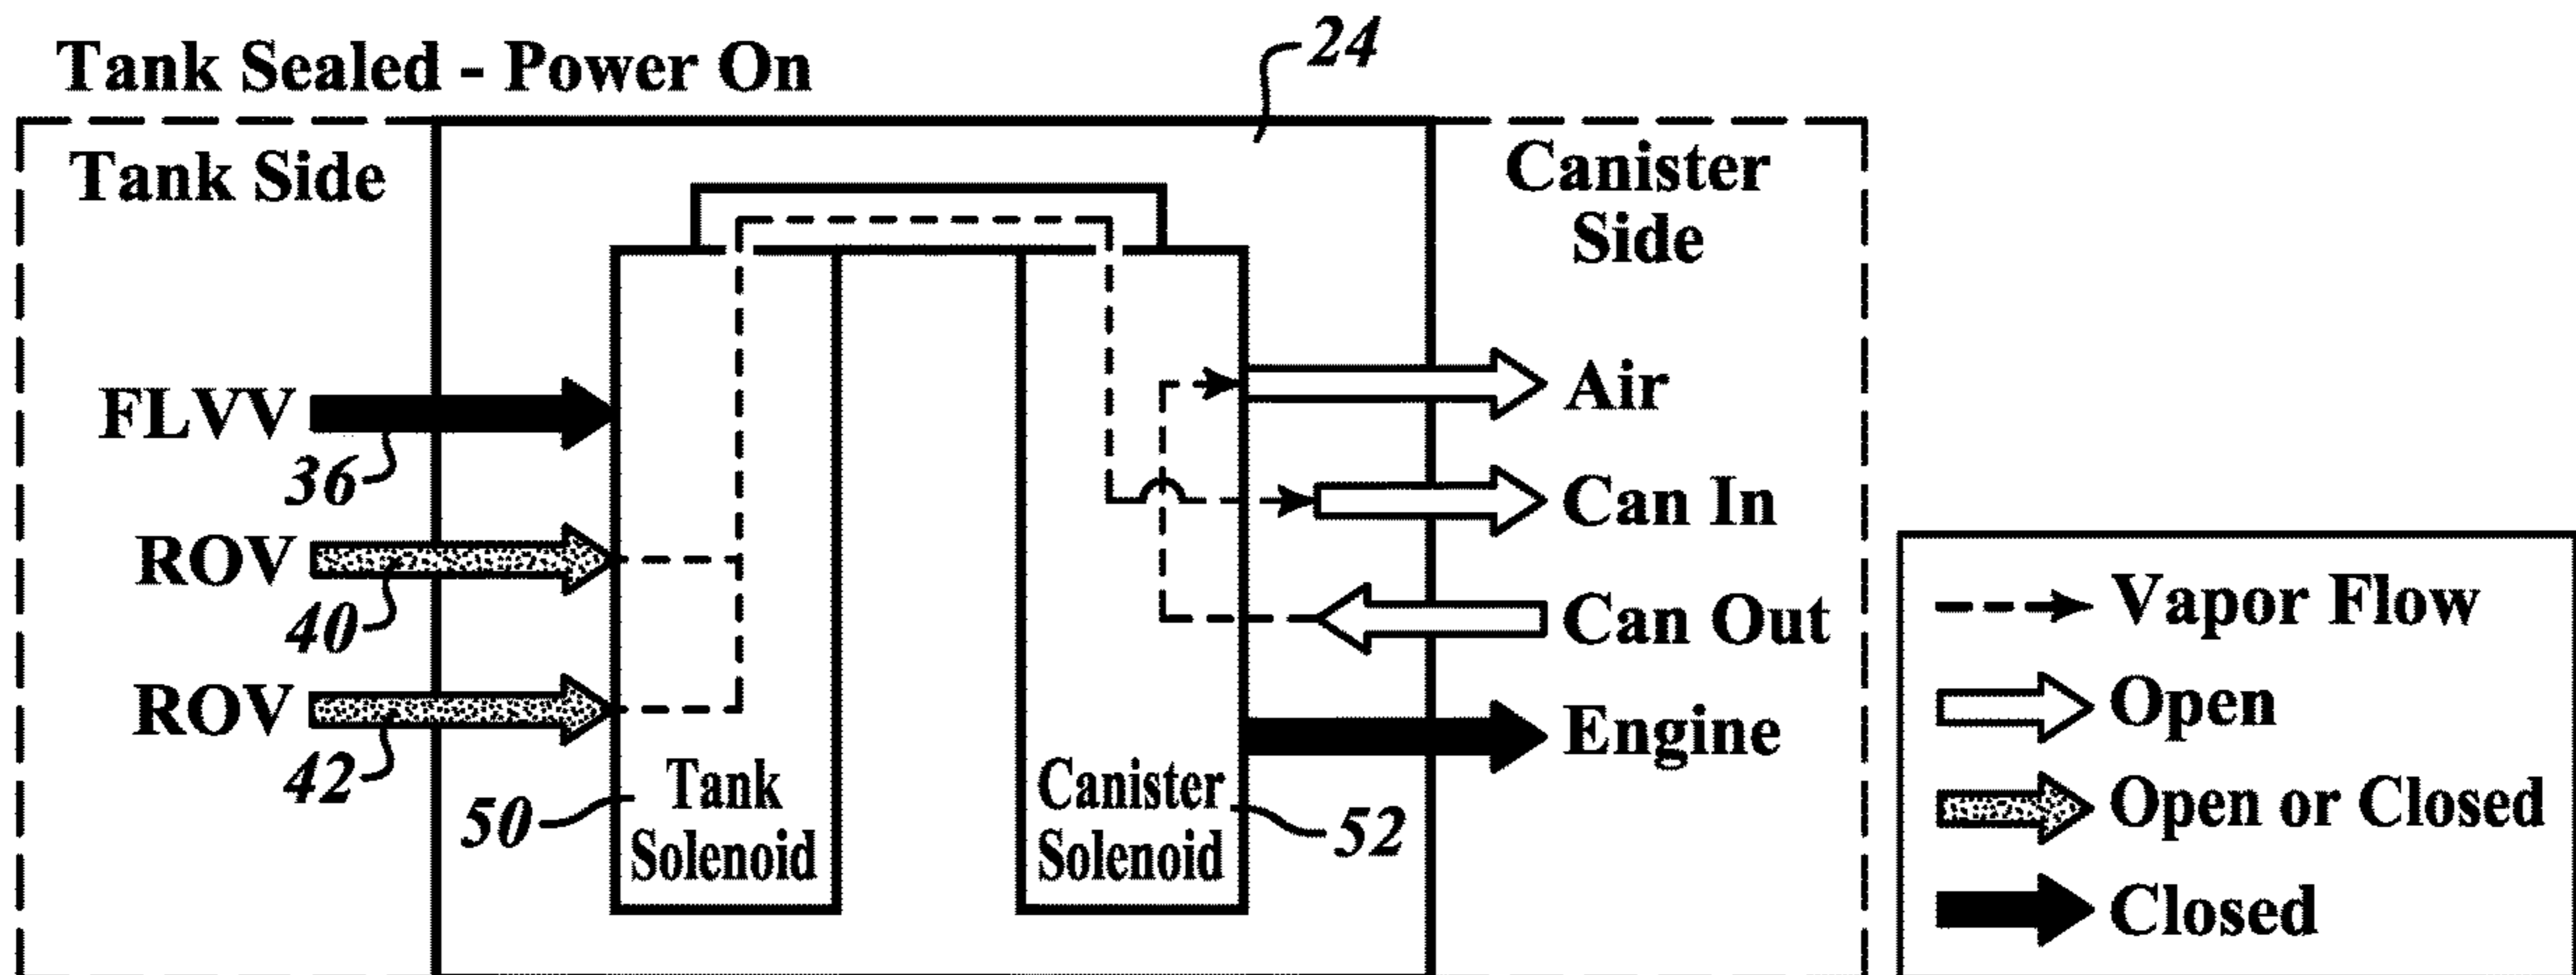 24
Tank Sealed - Power On
Tank Side
Canister
Side
FLVV
36
ROV
40
ROV
42
50
Tank
Solenoid
Canister
Solenoid
52
Air
Can In
Can Out
Engine
Vapor Flow
Open
Open or Closed
Closed